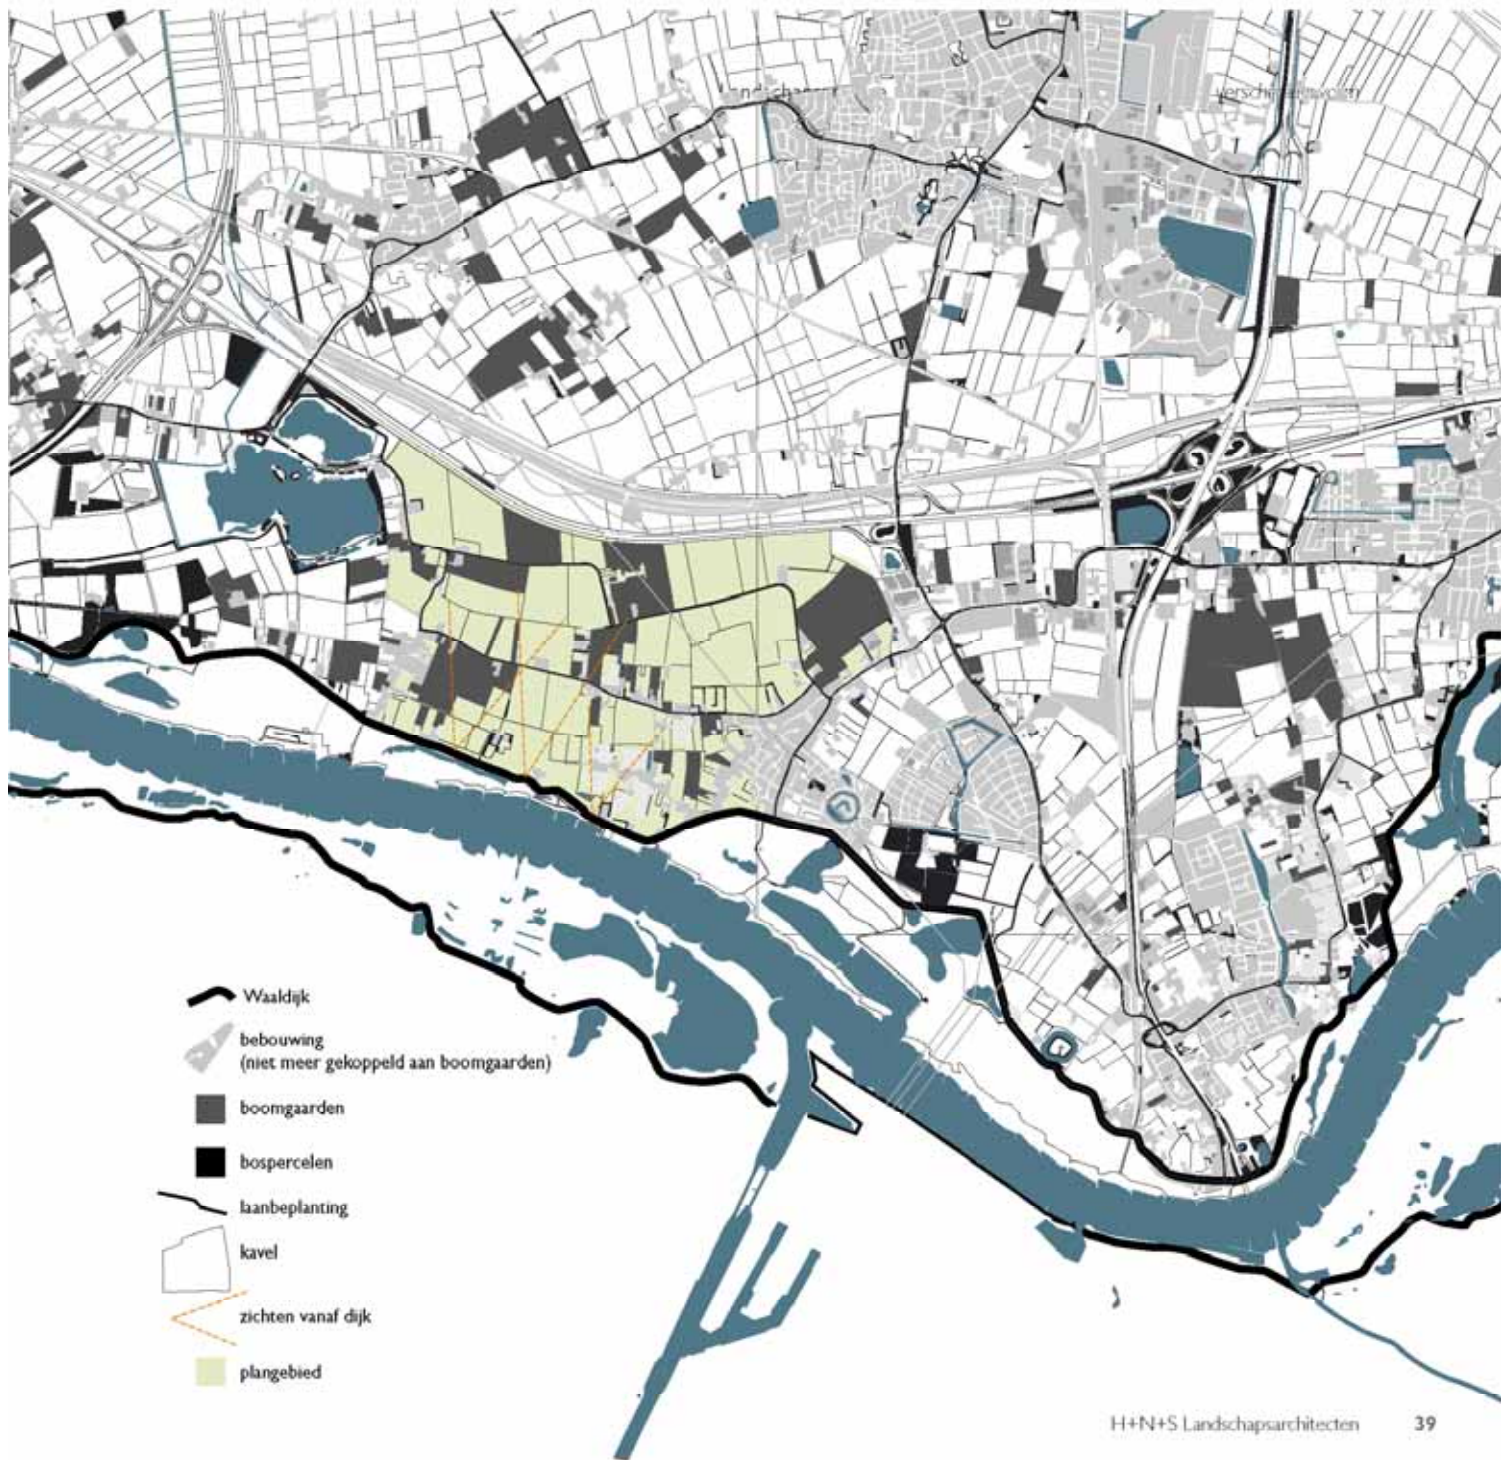 Waaldijk
bebouwing
(niet meer gekoppeld aan boomgaarden)
boomgaarden
bospercelen
laanbeplanting
kavel
zichten vanaf dijk
plangebied
H+N+S Landschapsarchitecten 39